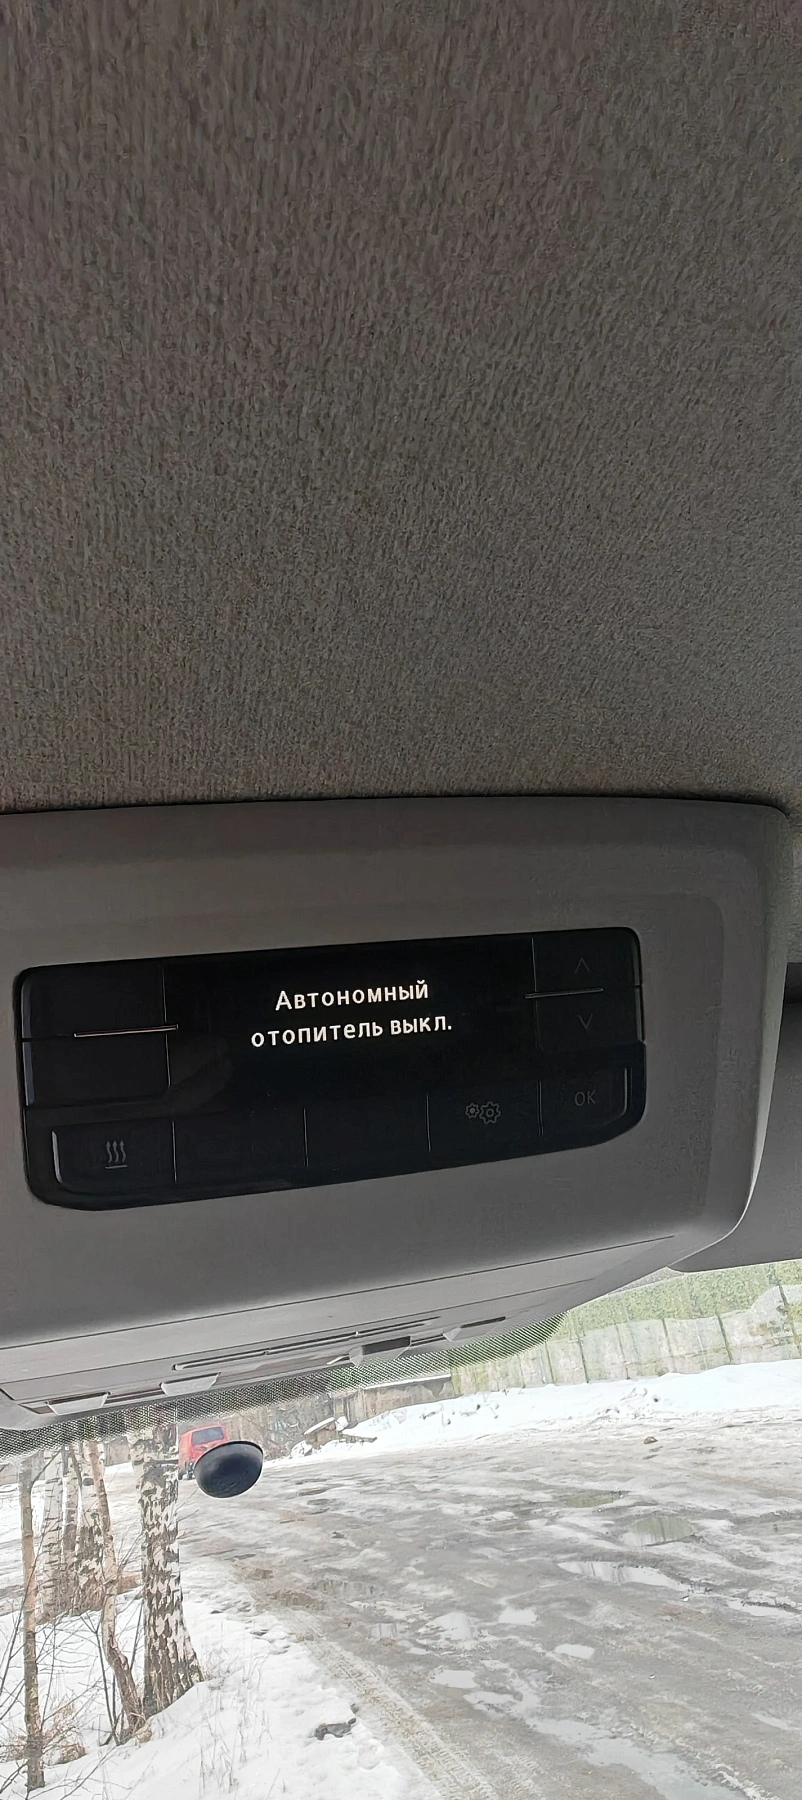 Автономный
отопитель выкл.
OK